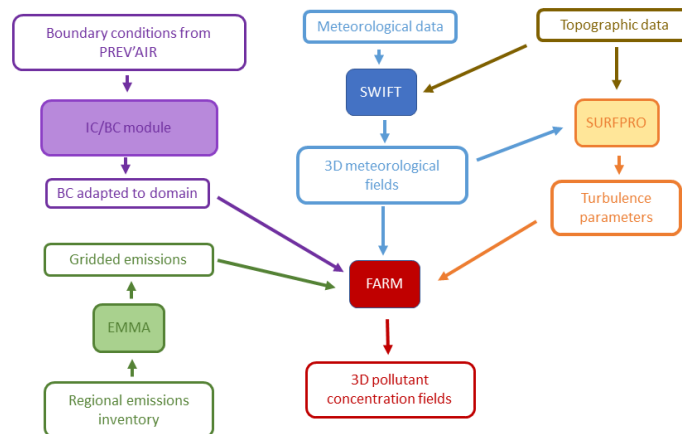 Boundary conditions from
PREV'AIR
Meteorological data
Topographic data
SWIFT
IC/BC module
SURFPRO
3D meteorological
fields
BC adapted to domain
Turbulence
parameters
Gridded emissions
FARM
EMMA
3D pollutant
concentration fields
Regional emissions
inventory